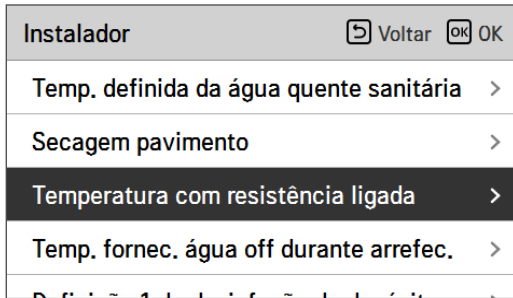 Instalador Voltar OK OK
Temp. definida da água quente sanitária >
Secagem pavimento >
Temperatura com resistência ligada >
Temp. fornec. água off durante arrefec. >